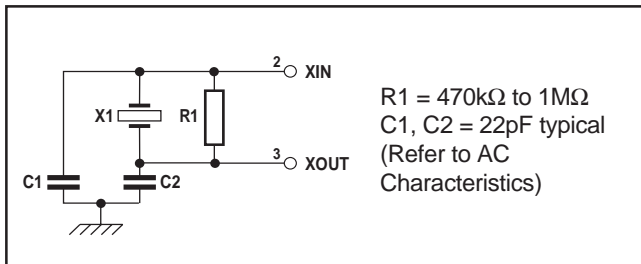 2 XIN
X1
R1
3 XOUT
C1
C2
R1 = 470kΩ to 1MΩ
C1, C2 = 22pF typical
(Refer to AC
Characteristics)